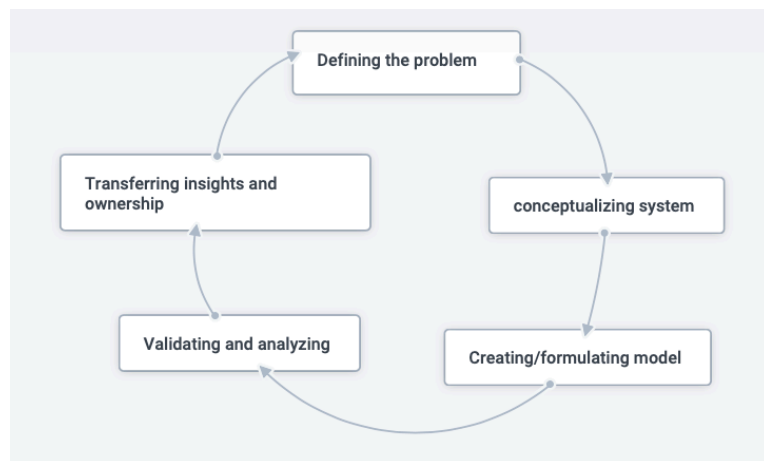 Defining the problem
conceptualizing system
Creating/formulating model
Validating and analyzing
Transferring insights and
ownership